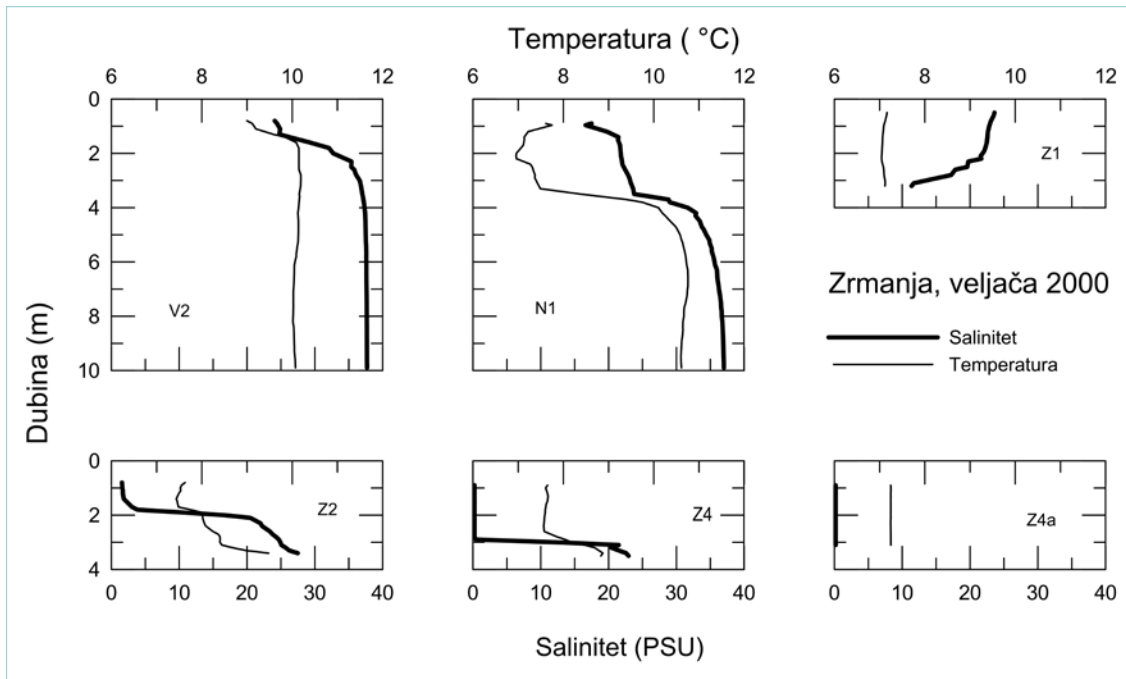 Temperatura ( °C)
6 8 10 12 6 8 10 12 6 8 10 12
0
2
4
6
8
10
V2
N1
Z1
Zrmanja, veljača 2000
Salinitet
Temperatura
Dubina (m)
0
2
4
Z2
Z4
Z4a
0 10 20 30 40 0 10 20 30 40 0 10 20 30 40
Salinitet (PSU)